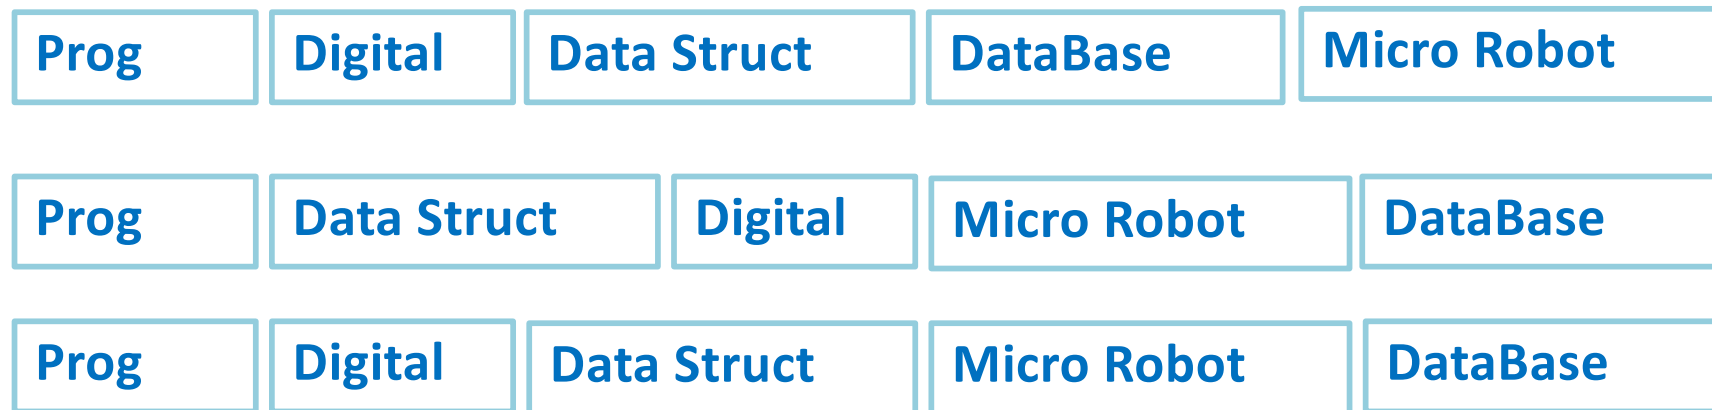 Prog Digital Data Struct DataBase Micro Robot
Prog Data Struct Digital Micro Robot DataBase
Prog Digital Data Struct Micro Robot DataBase